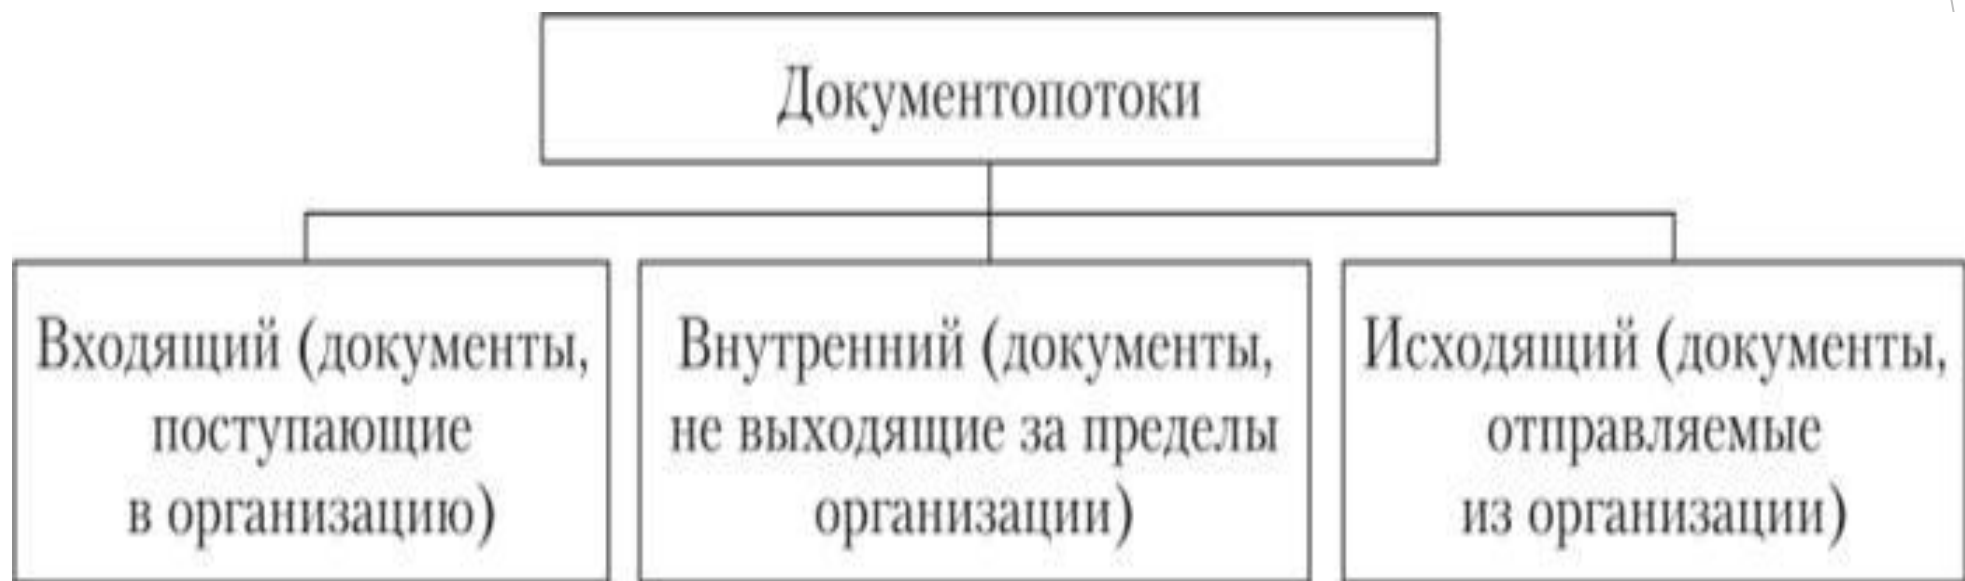 Документопотоки
Входящий (документы,
поступающие
в организацию)
Внутренний (документы,
не выходящие за пределы
организации)
Исходящий (документы,
отправляемые
из организации)